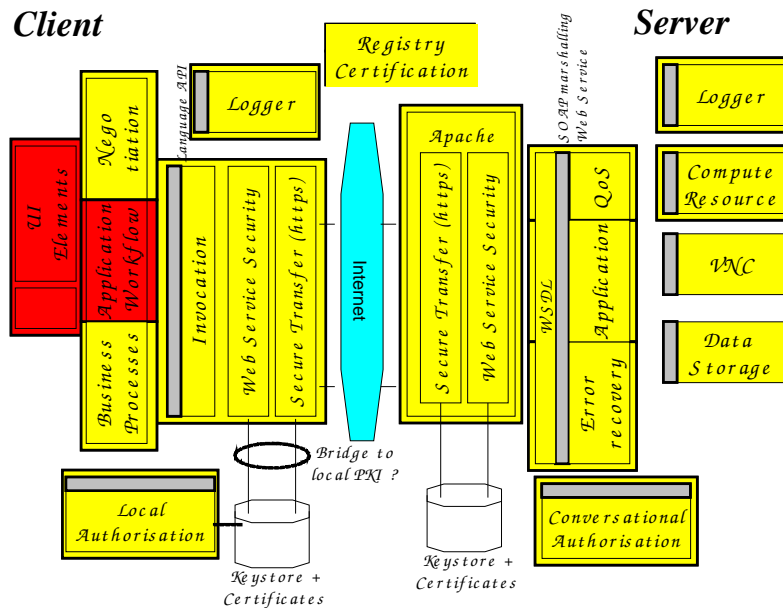 Client
Server
Registry
Certification
Language API
Logger
SOAP marshalling
Web Service
Logger
Nego
tiation
Apache
UI
Elements
Application
Workflow
Business
Processes
Invocation
Web Service Security
Secure Transfer (https)
Internet
Secure Transfer (https)
Web Service Security
WSDL
QoS
Application
Error
recovery
Compute
Resource
VNC
Data
Storage
Bridge to
local PKI ?
Local
Authorisation
Conversational
Authorisation
Keystore +
Certificates
Keystore +
Certificates